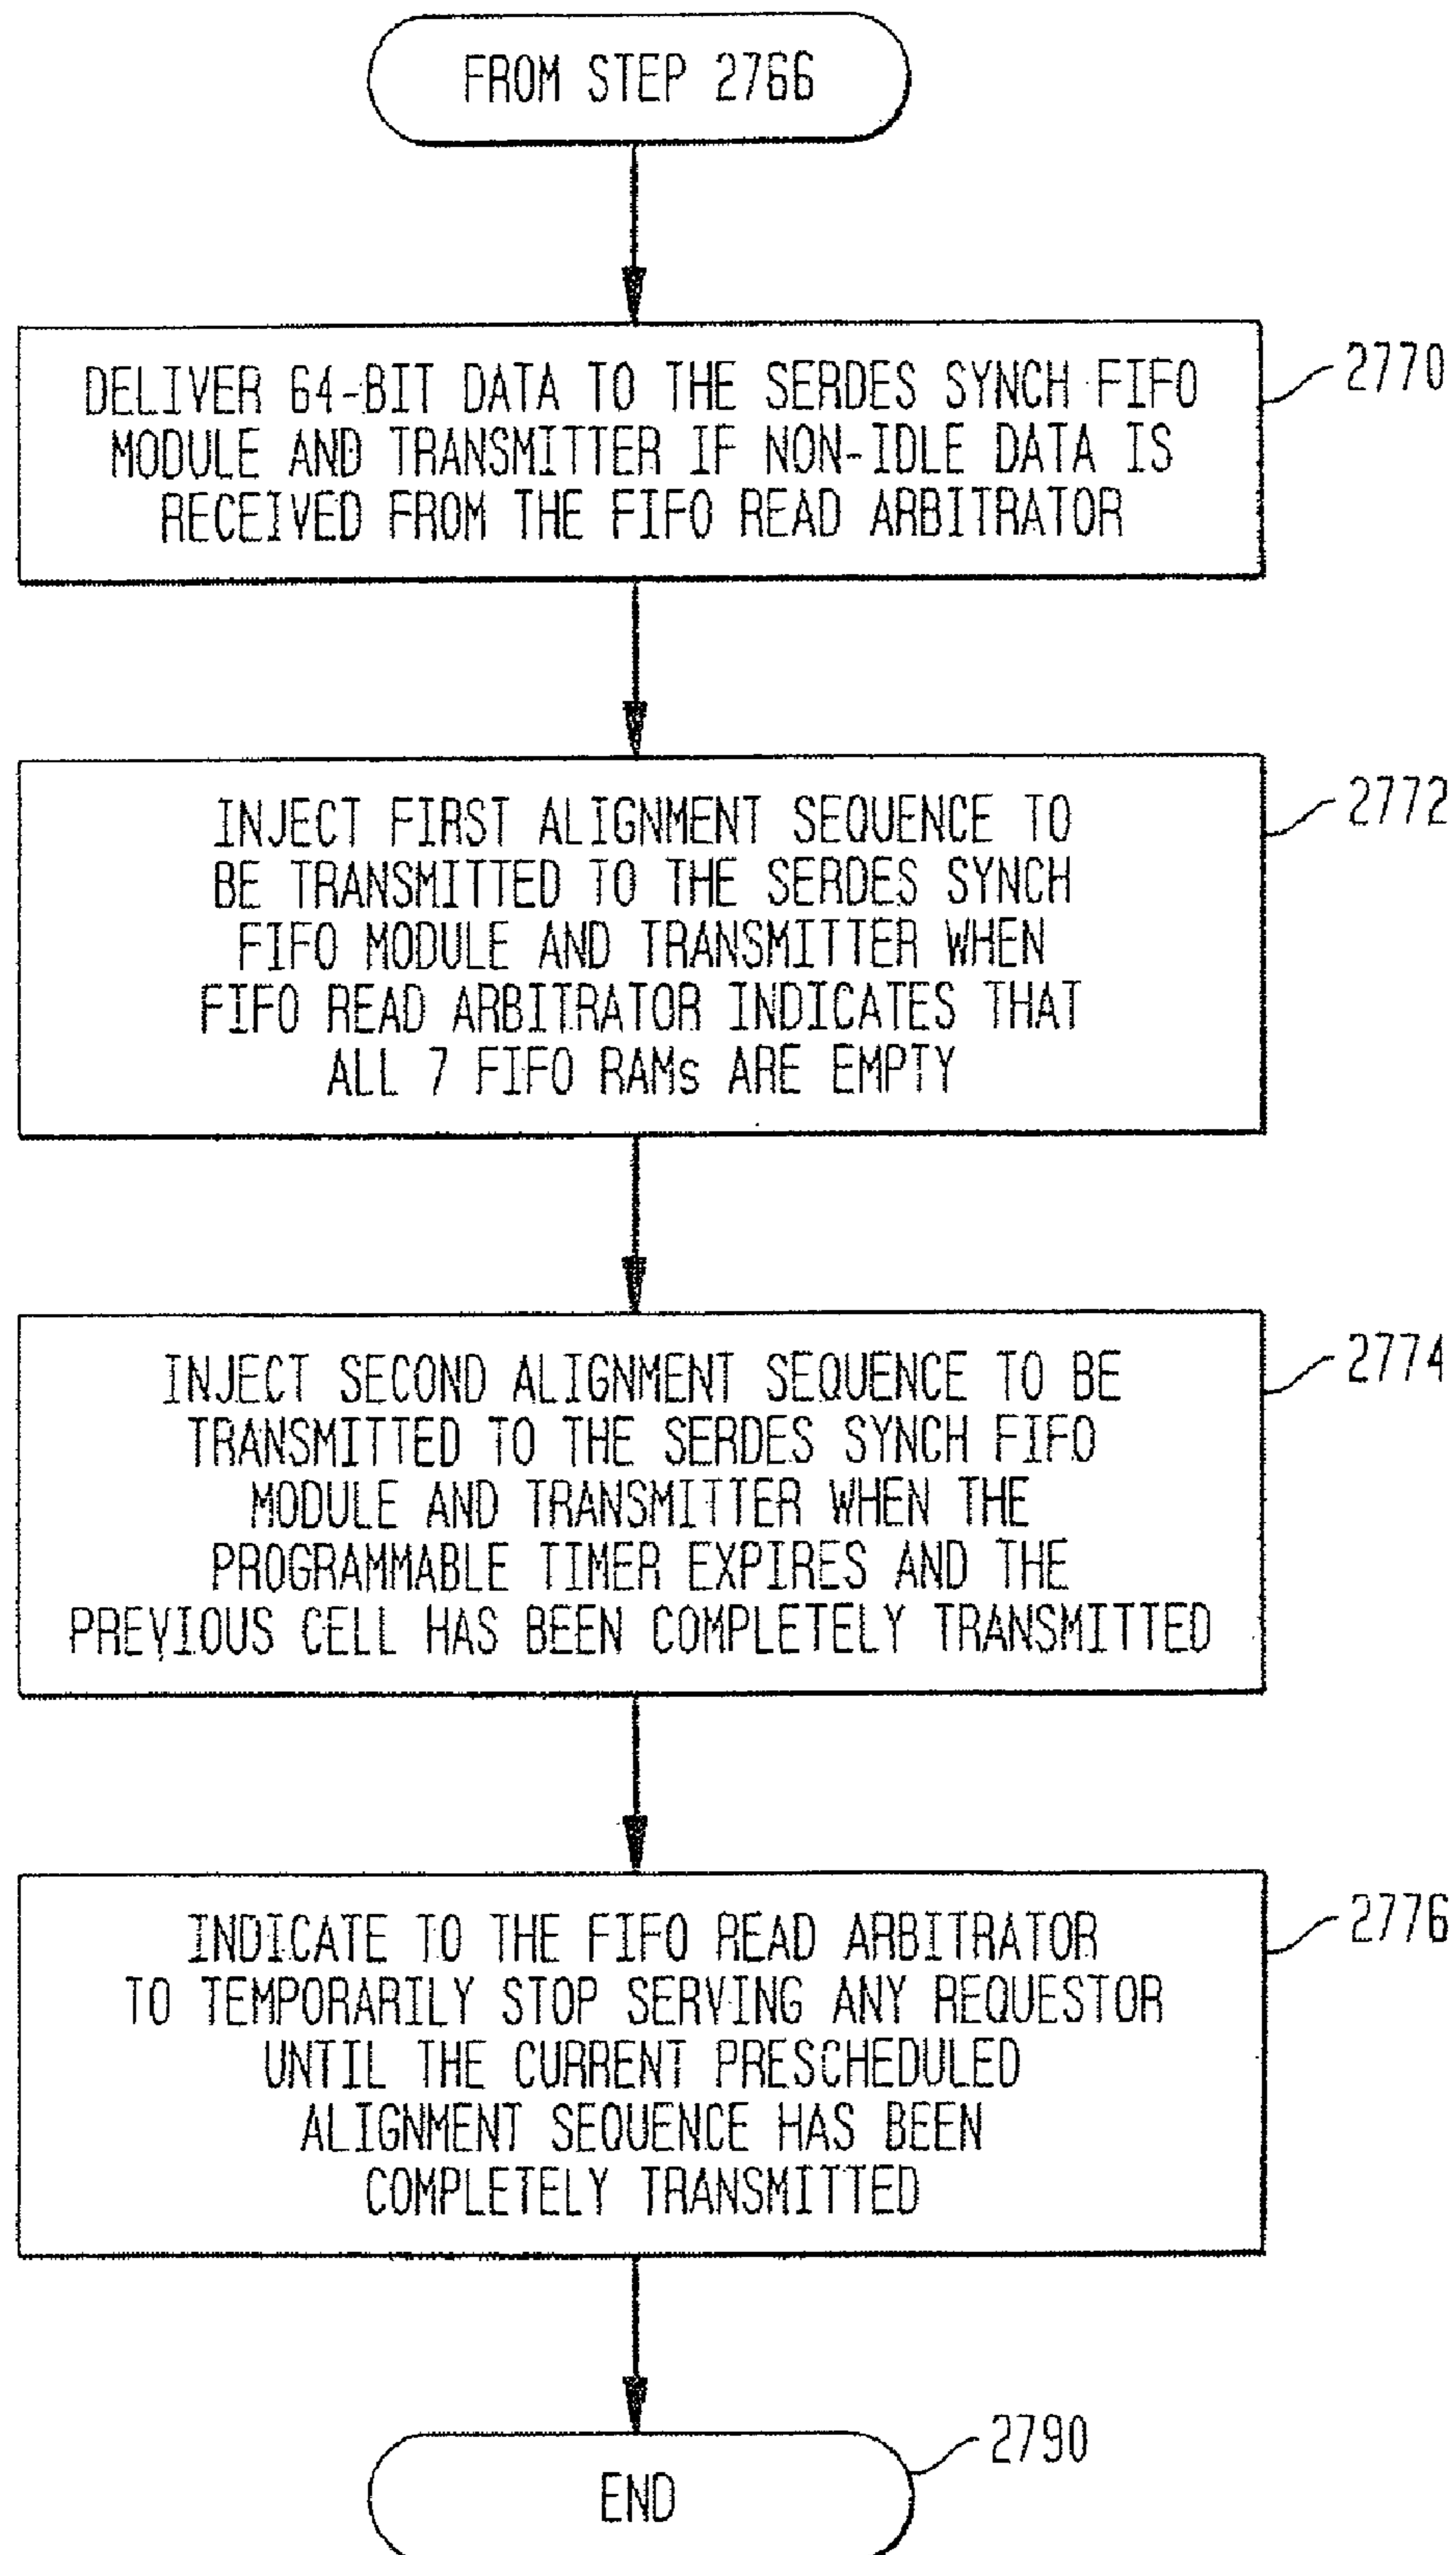 FROM STEP 2766
DELIVER 64-BIT DATA TO THE SERDES SYNCH FIFO
MODULE AND TRANSMITTER IF NON-IDLE DATA IS
RECEIVED FROM THE FIFO READ ARBITRATOR
2770
INJECT FIRST ALIGNMENT SEQUENCE TO
BE TRANSMITTED TO THE SERDES SYNCH
FIFO MODULE AND TRANSMITTER WHEN
FIFO READ ARBITRATOR INDICATES THAT
ALL 7 FIFO RAMs ARE EMPTY
2772
INJECT SECOND ALIGNMENT SEQUENCE TO BE
TRANSMITTED TO THE SERDES SYNCH FIFO
MODULE AND TRANSMITTER WHEN THE
PROGRAMMABLE TIMER EXPIRES AND THE
PREVIOUS CELL HAS BEEN COMPLETELY TRANSMITTED
2774
INDICATE TO THE FIFO READ ARBITRATOR
TO TEMPORARILY STOP SERVING ANY REQUESTOR
UNTIL THE CURRENT PRESCHEDULED
ALIGNMENT SEQUENCE HAS BEEN
COMPLETELY TRANSMITTED
2776
END
2790